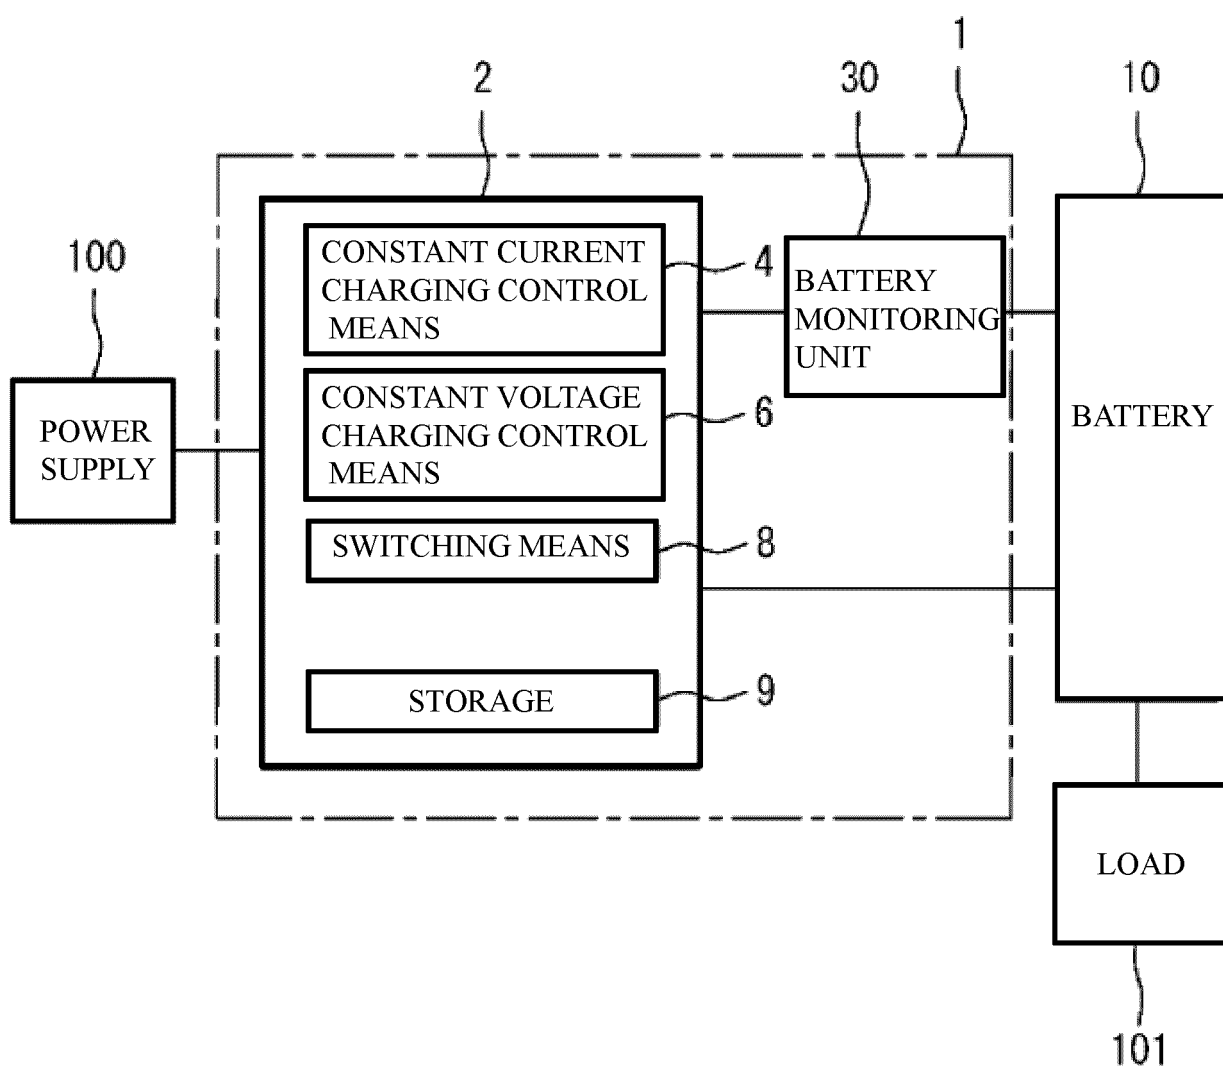 1
2
30
10
100
CONSTANT CURRENT
CHARGING CONTROL
MEANS
4
BATTERY
MONITORING
UNIT
CONSTANT VOLTAGE
CHARGING CONTROL
MEANS
6
BATTERY
POWER
SUPPLY
SWITCHING MEANS
8
STORAGE
9
LOAD
101